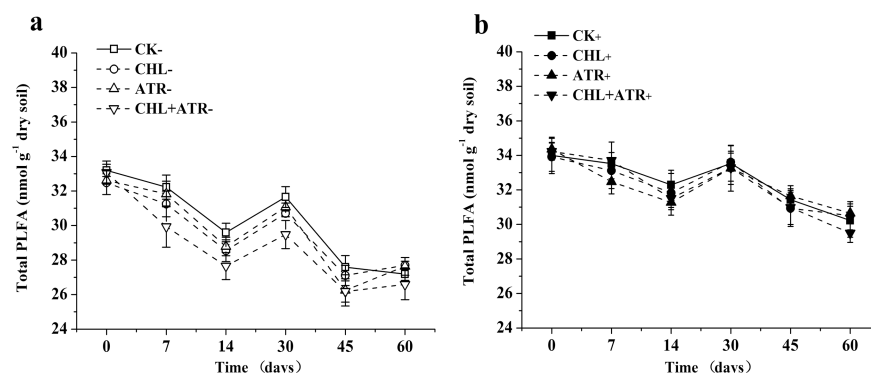 a
Total PLFA (nmol g-1 dry soil)
40
38
36
34
32
30
28
26
24
CK-
CHL-
ATR-
CHL+ATR-
0 7 14 30 45 60
Time (davs)
b
Total PLFA (nmol g-1 dry soil)
40
38
36
34
32
30
28
26
24
CK+
CHL+
ATR+
CHL+ATR+
0 7 14 30 45 60
Time (davs)